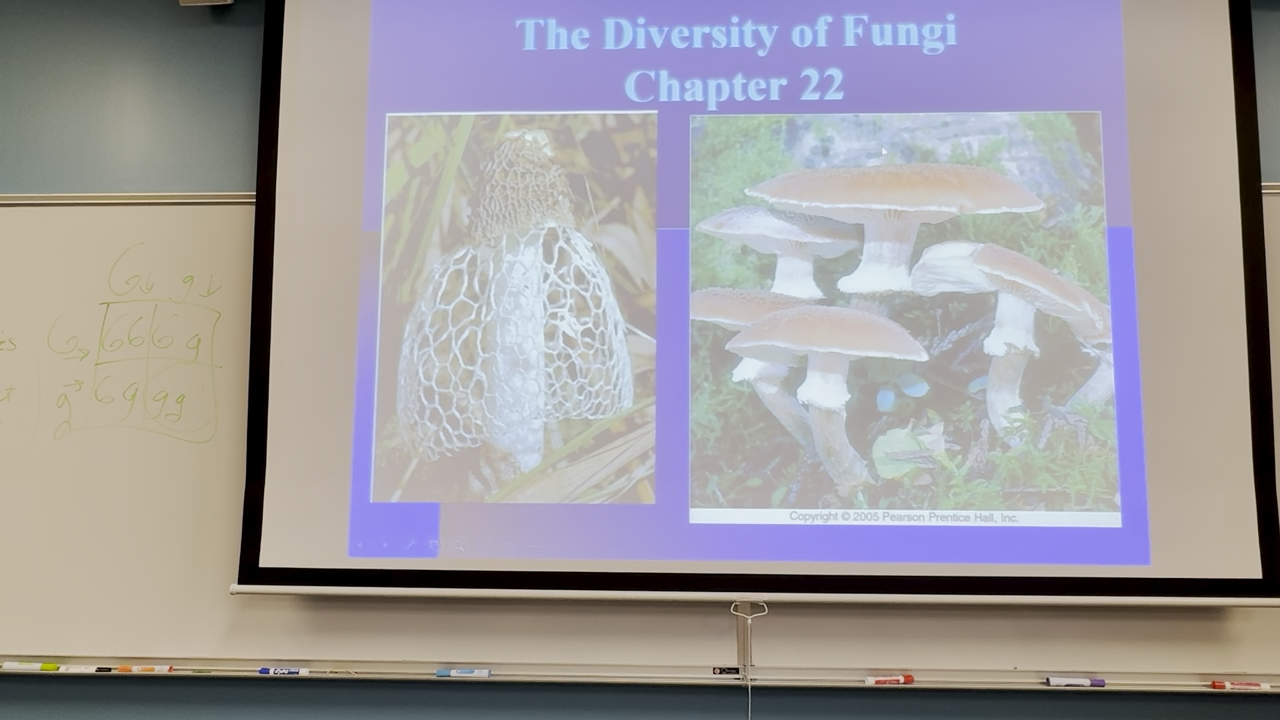 The Diversity of Fungi
Chapter 22
Copyright © 2005 Pearson Prentice Hall, Inc.
G g
G GG Gg
g Gg gg